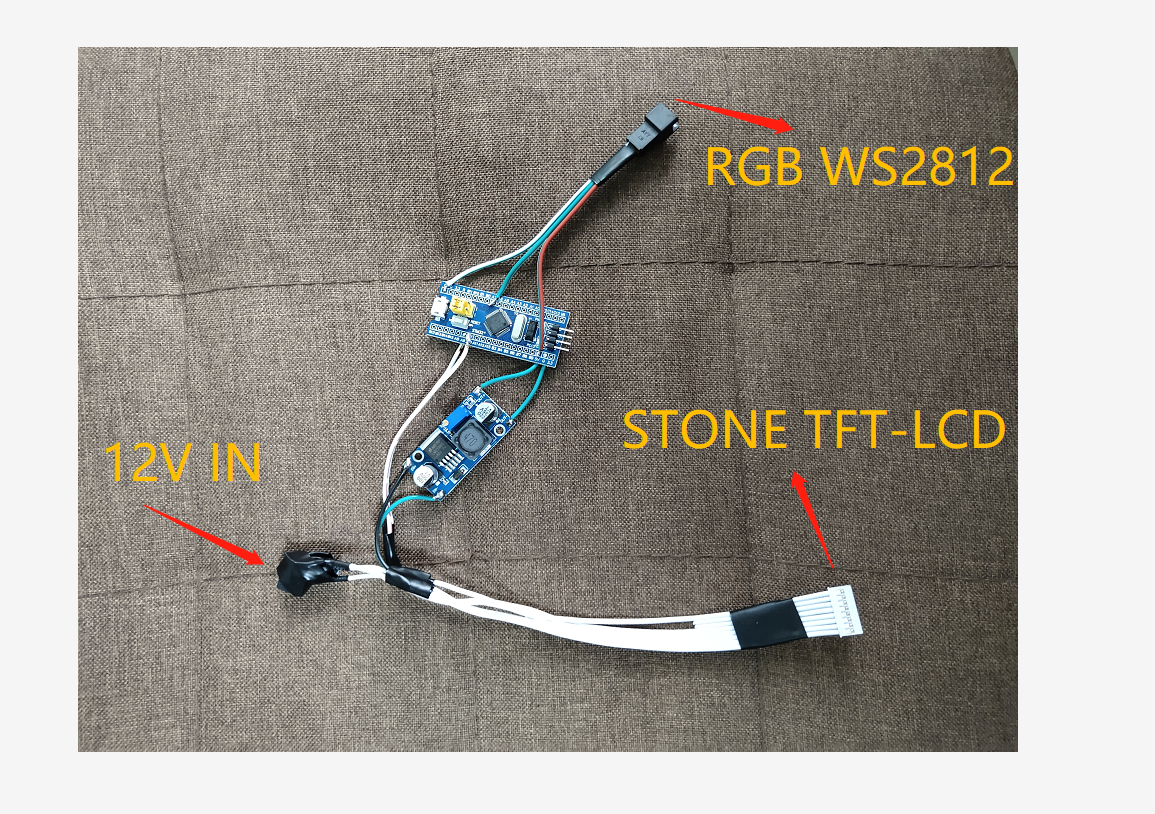 RGB WS2812
STONE TFT-LCD
12V IN